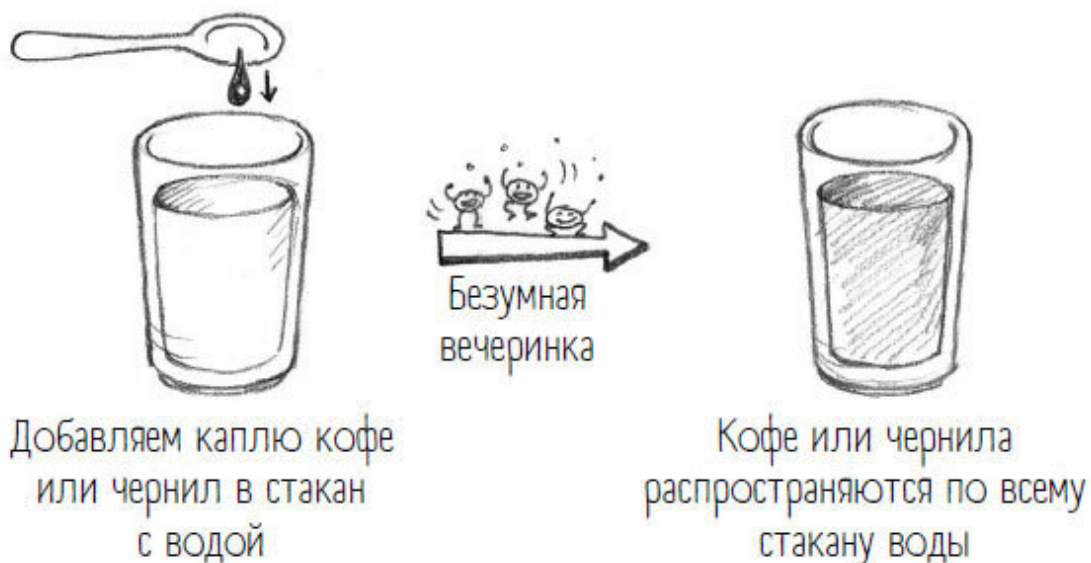 Безумная
вечеринка
Добавляем каплю кофе
или чернил в стакан
с водой
Кофе или чернила
распространяются по всему
стакану воды